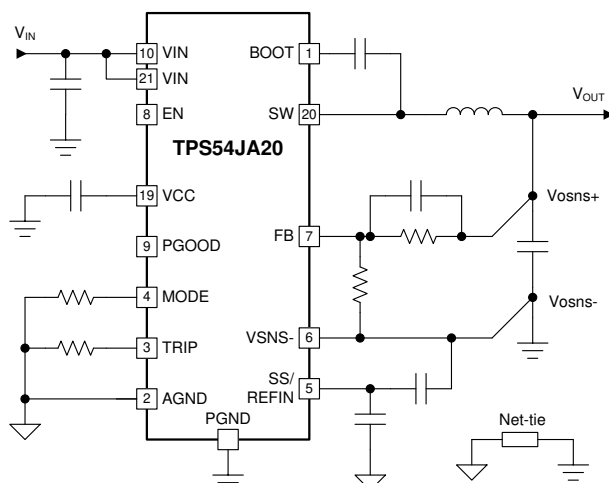 VIN
10 VIN
21 VIN
8 EN
TPS54JA20
19 VCC
9 PGOOD
4 MODE
3 TRIP
2 AGND
PGND
BOOT 1
SW 20
FB 7
VSNS- 6
SS/
REFIN 5
VOUT
Vosns+
Vosns-
Net-tie